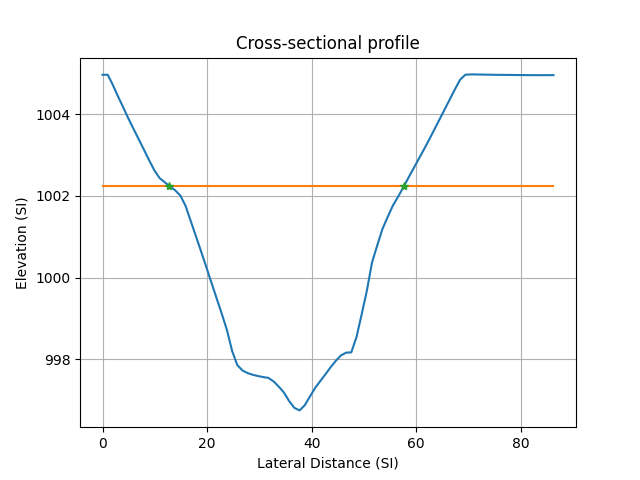 Cross-sectional profile
1004
1002
1000
998
Elevation (SI)
0 20 40 60 80
Lateral Distance (SI)